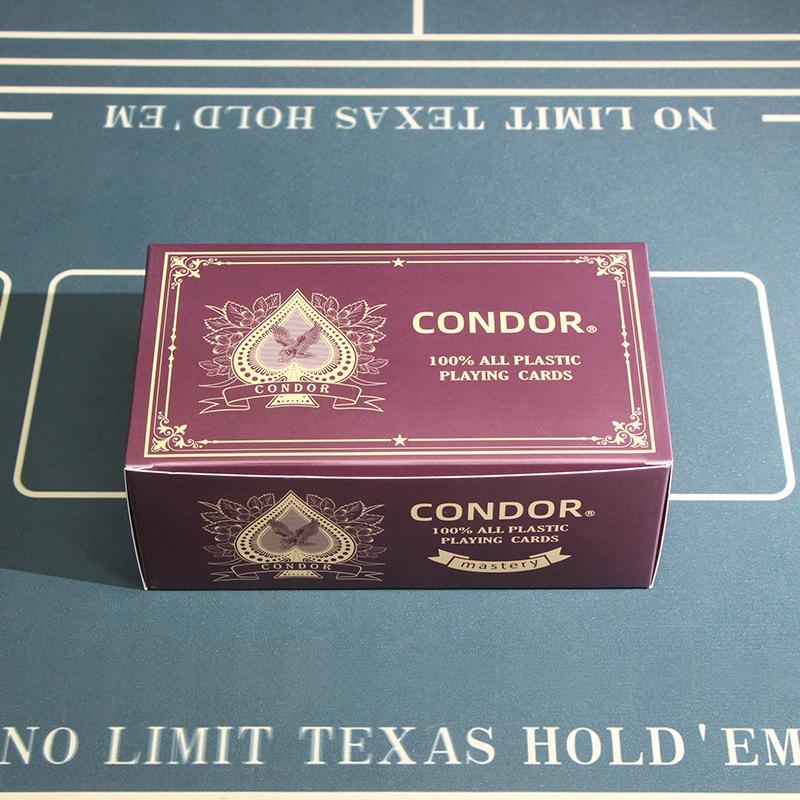 NO LIMIT TEXAS HOLD'EM
CONDOR®
100% ALL PLASTIC
PLAYING CARDS
CONDOR
CONDOR®
100% ALL PLASTIC
PLAYING CARDS
mastery
CONDOR
NO LIMIT TEXAS HOLD'EM